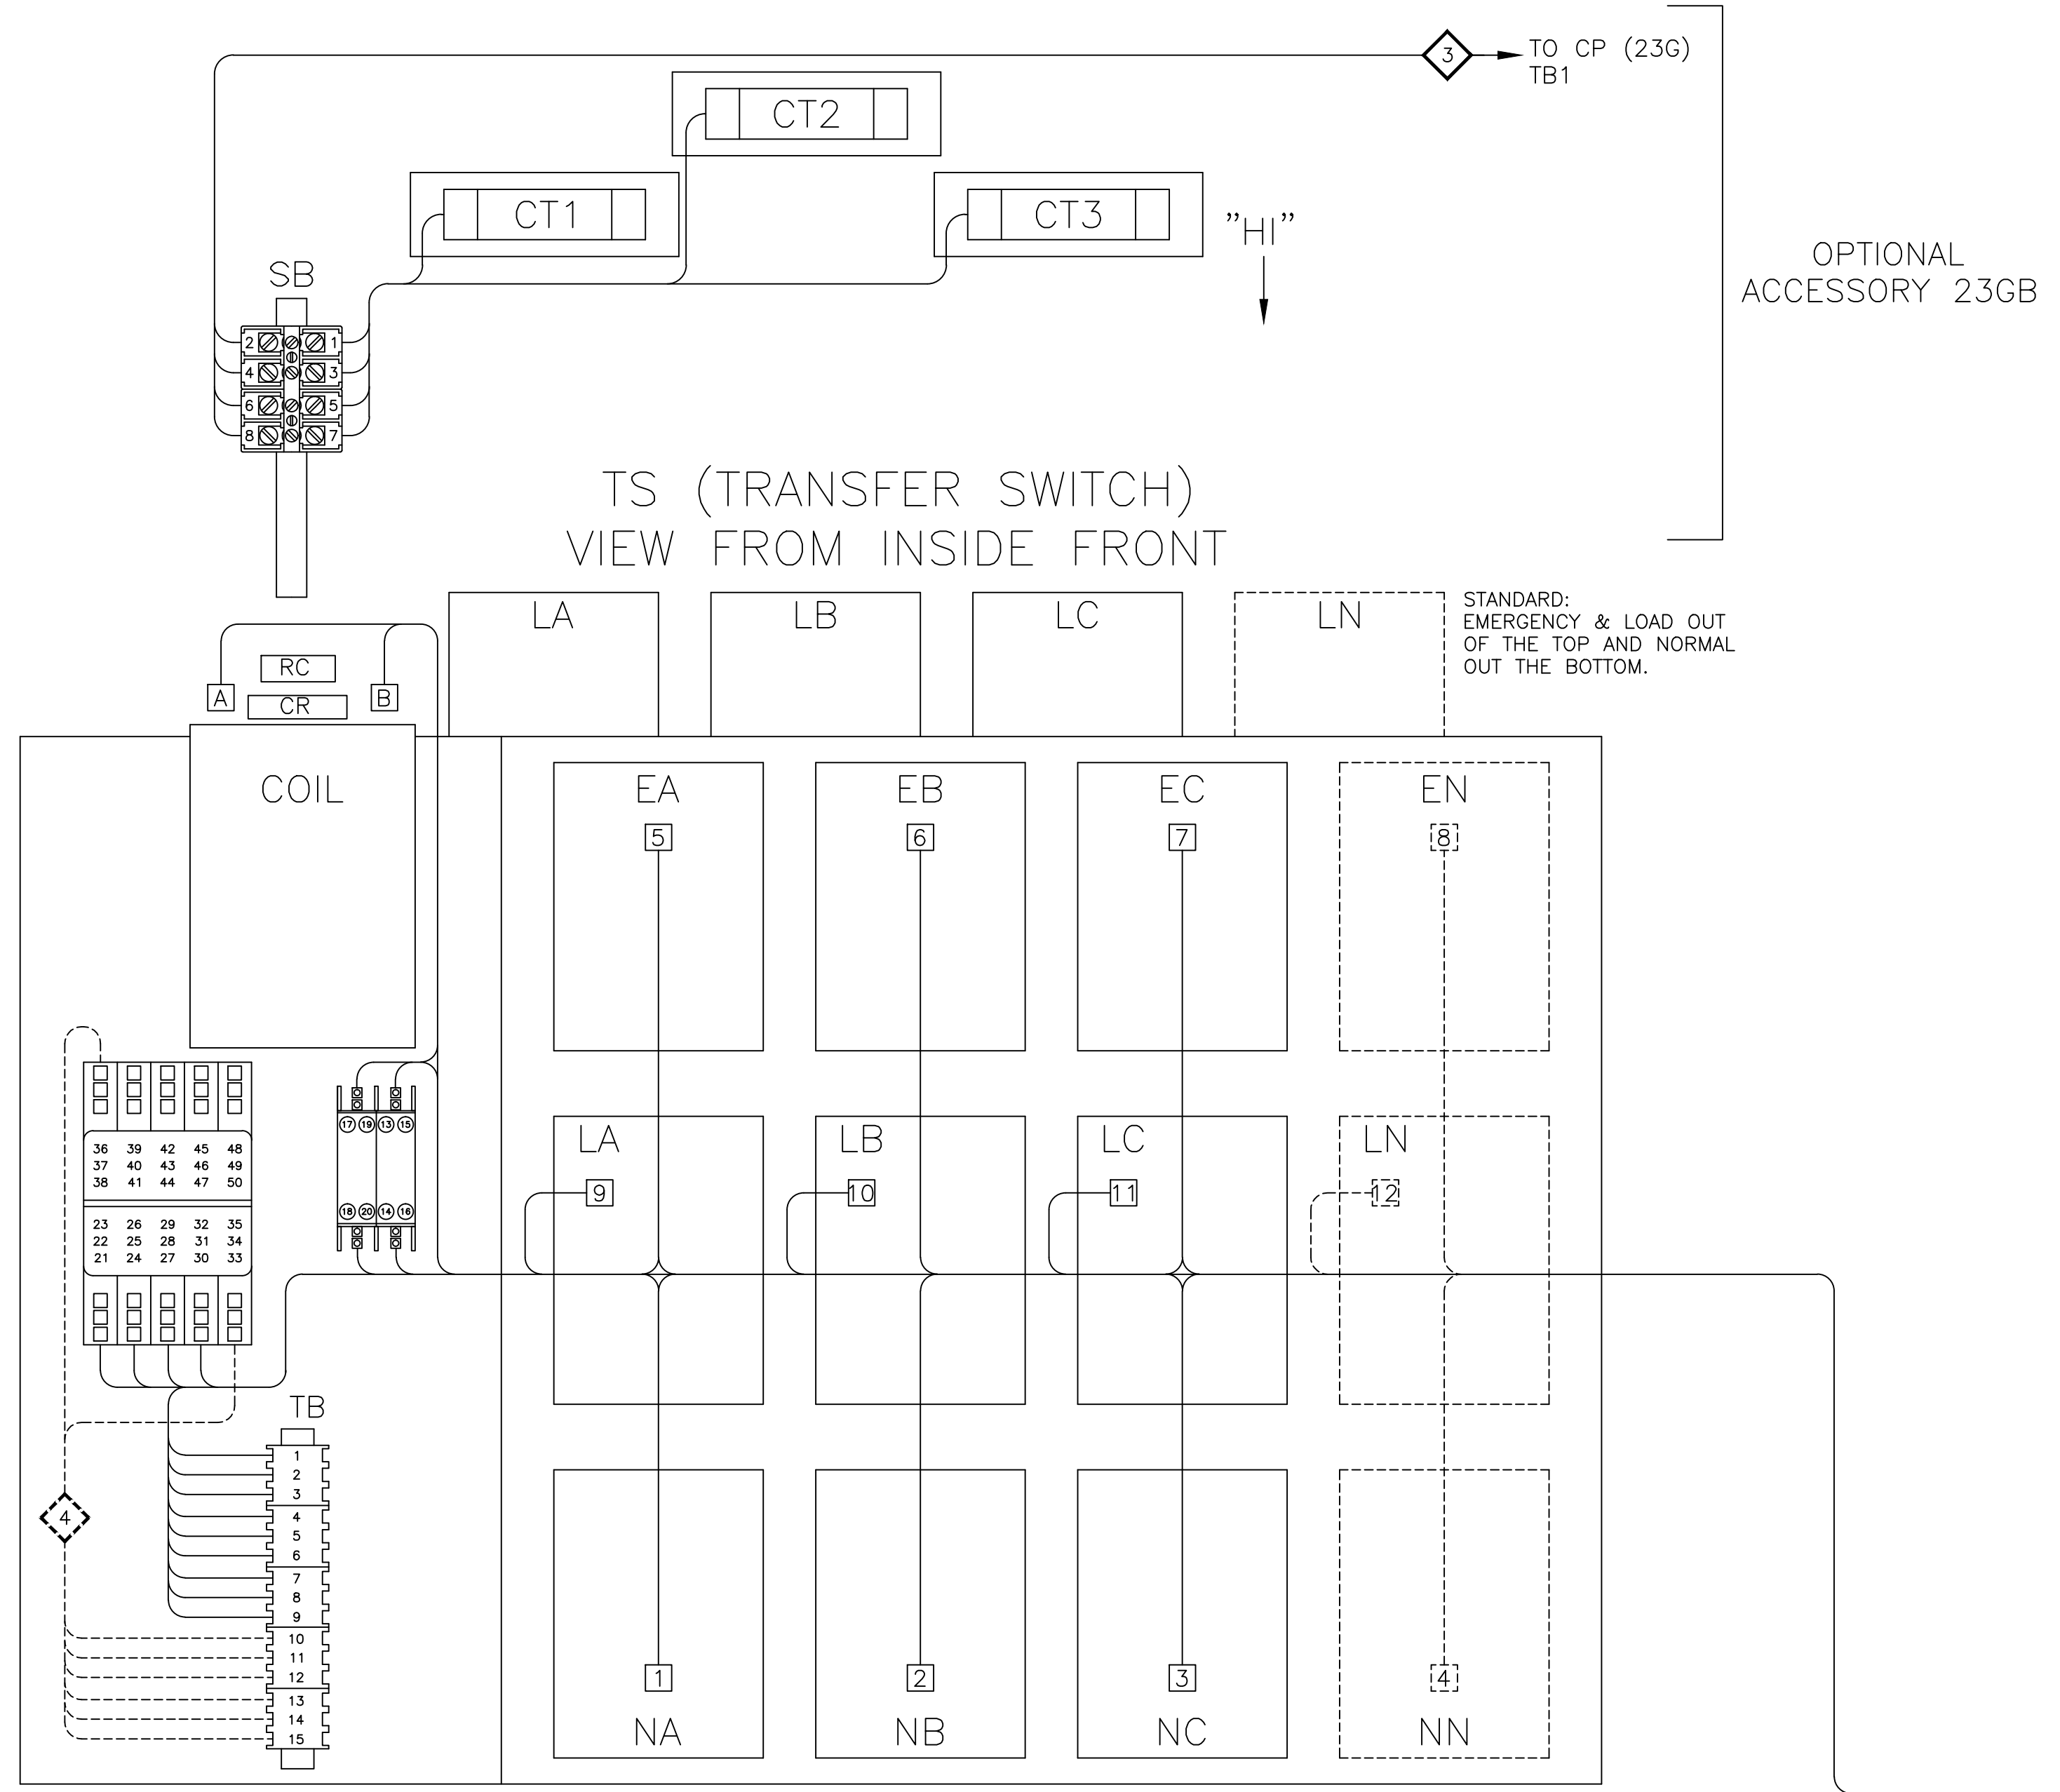 3
TO CP (23G)
TB1
CT2
CT1
CT3
"HI"
OPTIONAL
ACCESSORY 23GB
SB
2 1
4 3
6 5
8 7
TS (TRANSFER SWITCH)
VIEW FROM INSIDE FRONT
LA LB LC LN
STANDARD:
EMERGENCY & LOAD OUT
OF THE TOP AND NORMAL
OUT THE BOTTOM.
RC
A B
CR
COIL
EA EB EC EN
5 6 7 8
17 19 13 15
LA LB LC LN
36 39 42 45 48
37 40 43 46 49
38 41 44 47 50
9 10 11 12
18 20 14 16
23 26 29 32 35
22 25 28 31 34
21 24 27 30 33
TB
1
2
3
4
4
5
6
7
8
9
10
11
12
13
14
15
1 2 3 4
NA NB NC NN